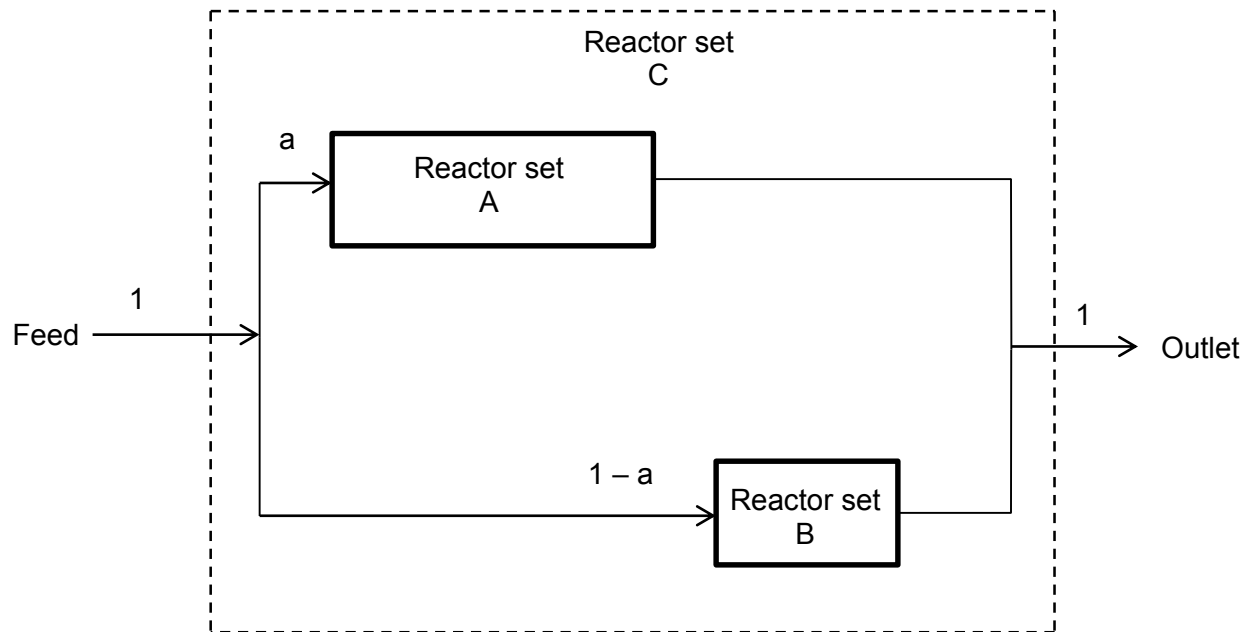 Reactor set
C
a
Reactor set
A
1
Feed
1
Outlet
1 – a
Reactor set
B